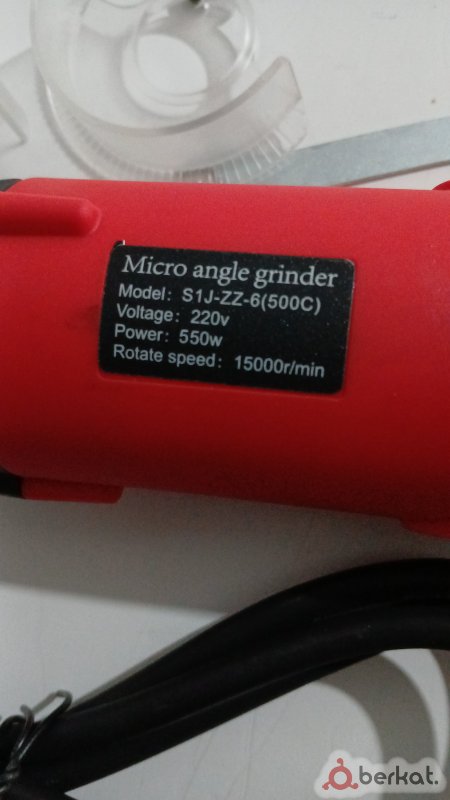 Micro angle grinder
Model: S1J-ZZ-6(500C)
Voltage: 220v
Power: 550w
Rotate speed: 15000r/min
berkat.